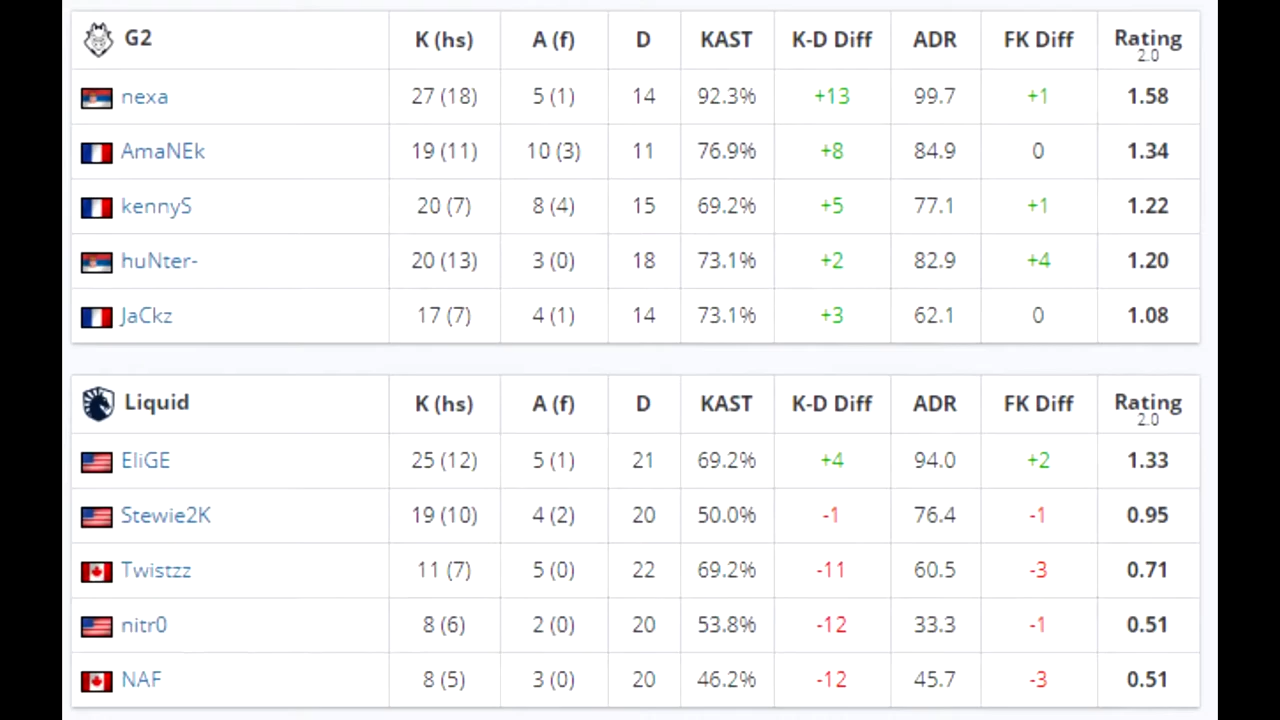 G2 K (hs) A (f) D KAST K-D Diff ADR FK Diff Rating 2.0
nexa 27 (18) 5 (1) 14 92.3% +13 99.7 +1 1.58
AmaNEk 19 (11) 10 (3) 11 76.9% +8 84.9 0 1.34
kennyS 20 (7) 8 (4) 15 69.2% +5 77.1 +1 1.22
huNter- 20 (13) 3 (0) 18 73.1% +2 82.9 +4 1.20
JaCkz 17 (7) 4 (1) 14 73.1% +3 62.1 0 1.08
Liquid K (hs) A (f) D KAST K-D Diff ADR FK Diff Rating 2.0
EliGE 25 (12) 5 (1) 21 69.2% +4 94.0 +2 1.33
Stewie2K 19 (10) 4 (2) 20 50.0% -1 76.4 -1 0.95
Twistzz 11 (7) 5 (0) 22 69.2% -11 60.5 -3 0.71
nitr0 8 (6) 2 (0) 20 53.8% -12 33.3 -1 0.51
NAF 8 (5) 3 (0) 20 46.2% -12 45.7 -3 0.51